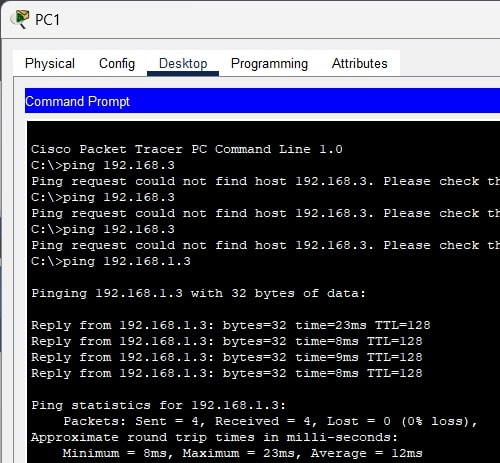 PC1
Physical Config Desktop Programming Attributes
Command Prompt
Cisco Packet Tracer PC Command Line 1.0
C:\>ping 192.168.3
Ping request could not find host 192.168.3. Please check
C:\>ping 192.168.3
Ping request could not find host 192.168.3. Please check
C:\>ping 192.168.3
Ping request could not find host 192.168.3. Please check
C:\>ping 192.168.1.3
Pinging 192.168.1.3 with 32 bytes of data:
Reply from 192.168.1.3: bytes=32 time=23ms TTL=128
Reply from 192.168.1.3: bytes=32 time=8ms TTL=128
Reply from 192.168.1.3: bytes=32 time=9ms TTL=128
Reply from 192.168.1.3: bytes=32 time=8ms TTL=128
Ping statistics for 192.168.1.3:
Packets: Sent = 4, Received = 4, Lost = 0 (0% loss),
Approximate round trip times in milli-seconds:
Minimum = 8ms, Maximum = 23ms, Average = 12ms